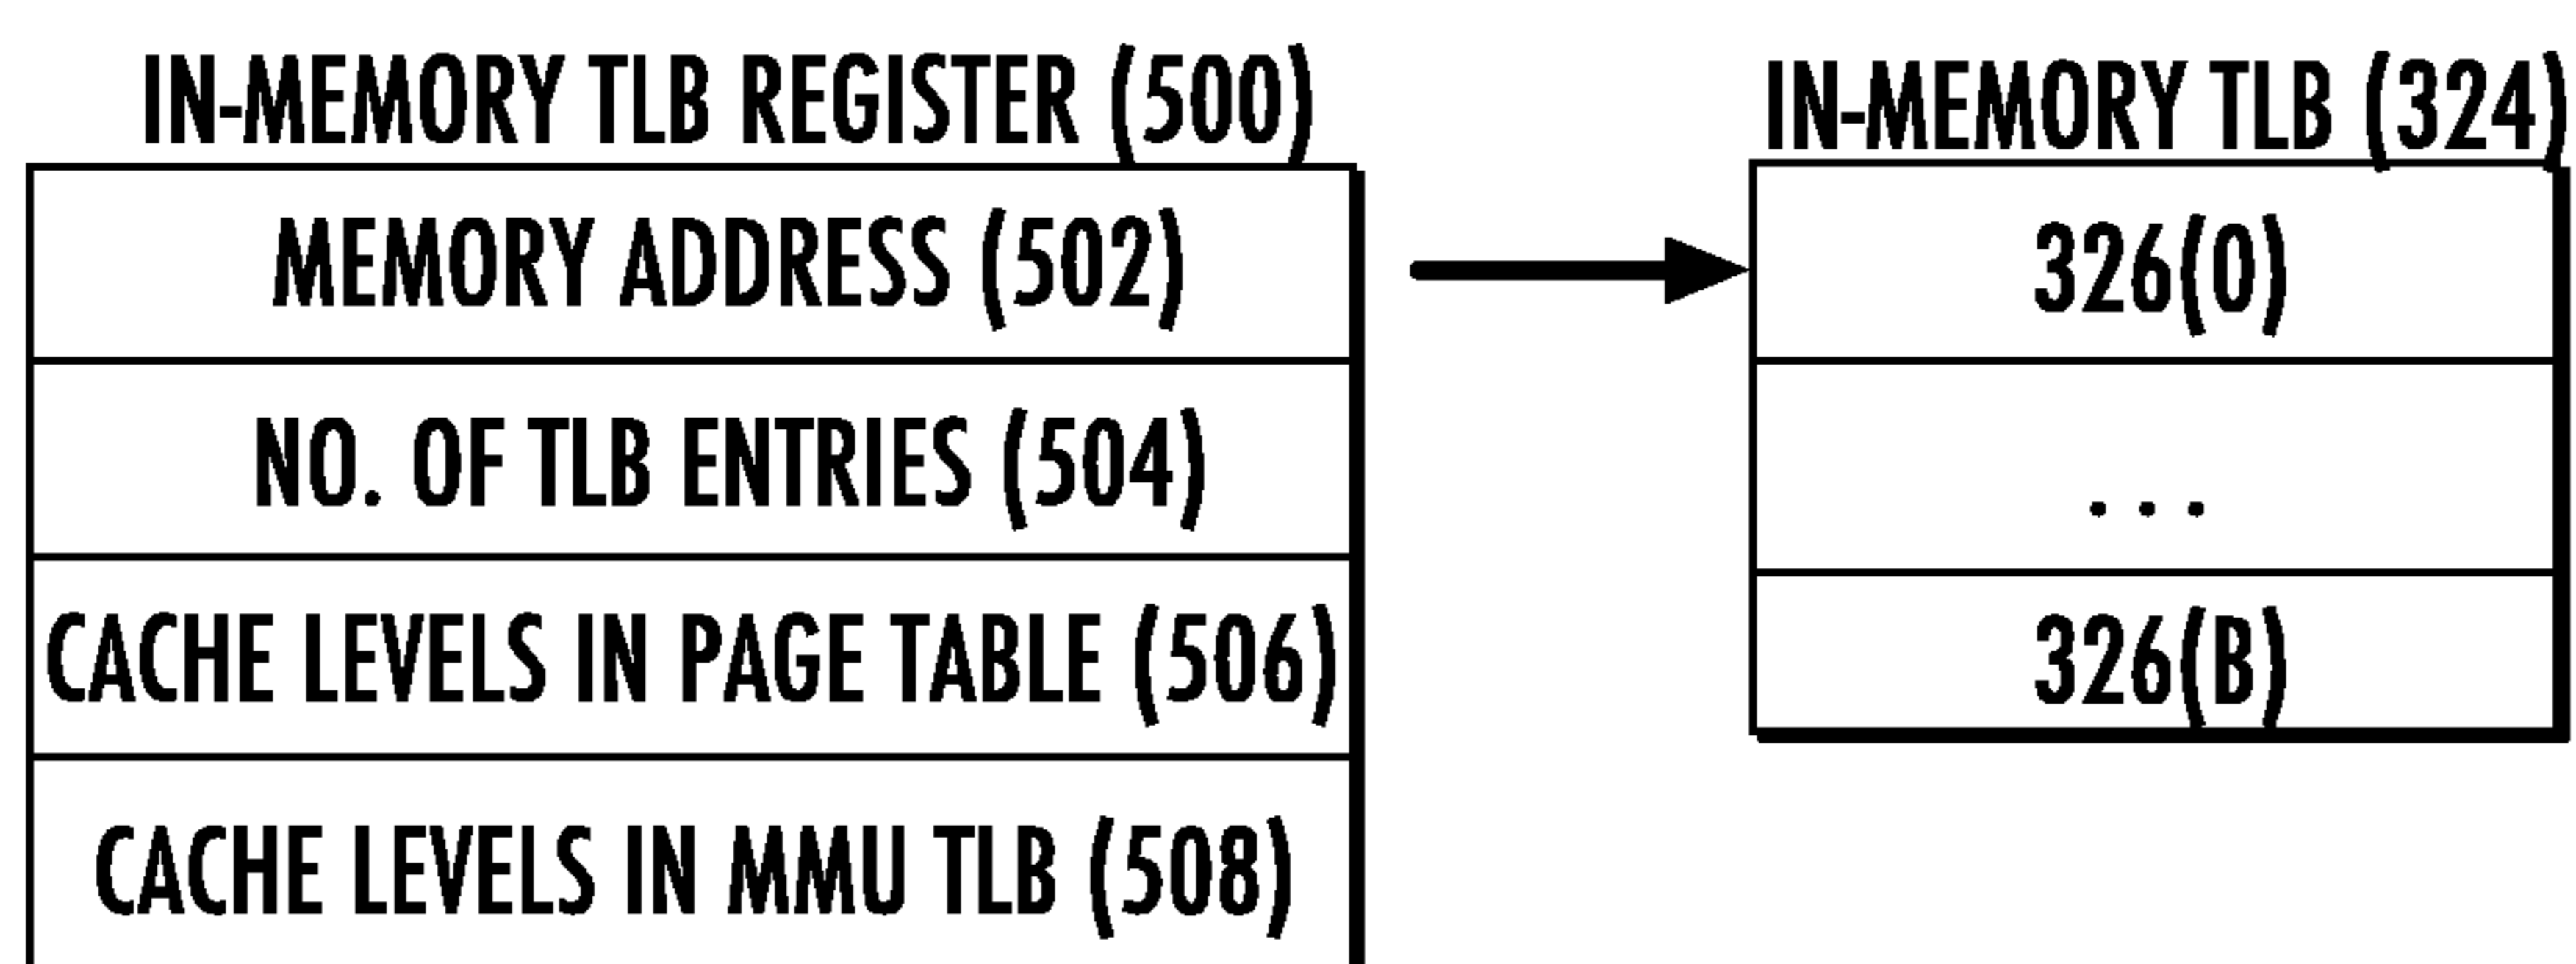 IN-MEMORY TLB REGISTER (500)
MEMORY ADDRESS (502)
NO. OF TLB ENTRIES (504)
CACHE LEVELS IN PAGE TABLE (506)
CACHE LEVELS IN MMU TLB (508)
IN-MEMORY TLB (324)
326(0)
. . .
326(B)